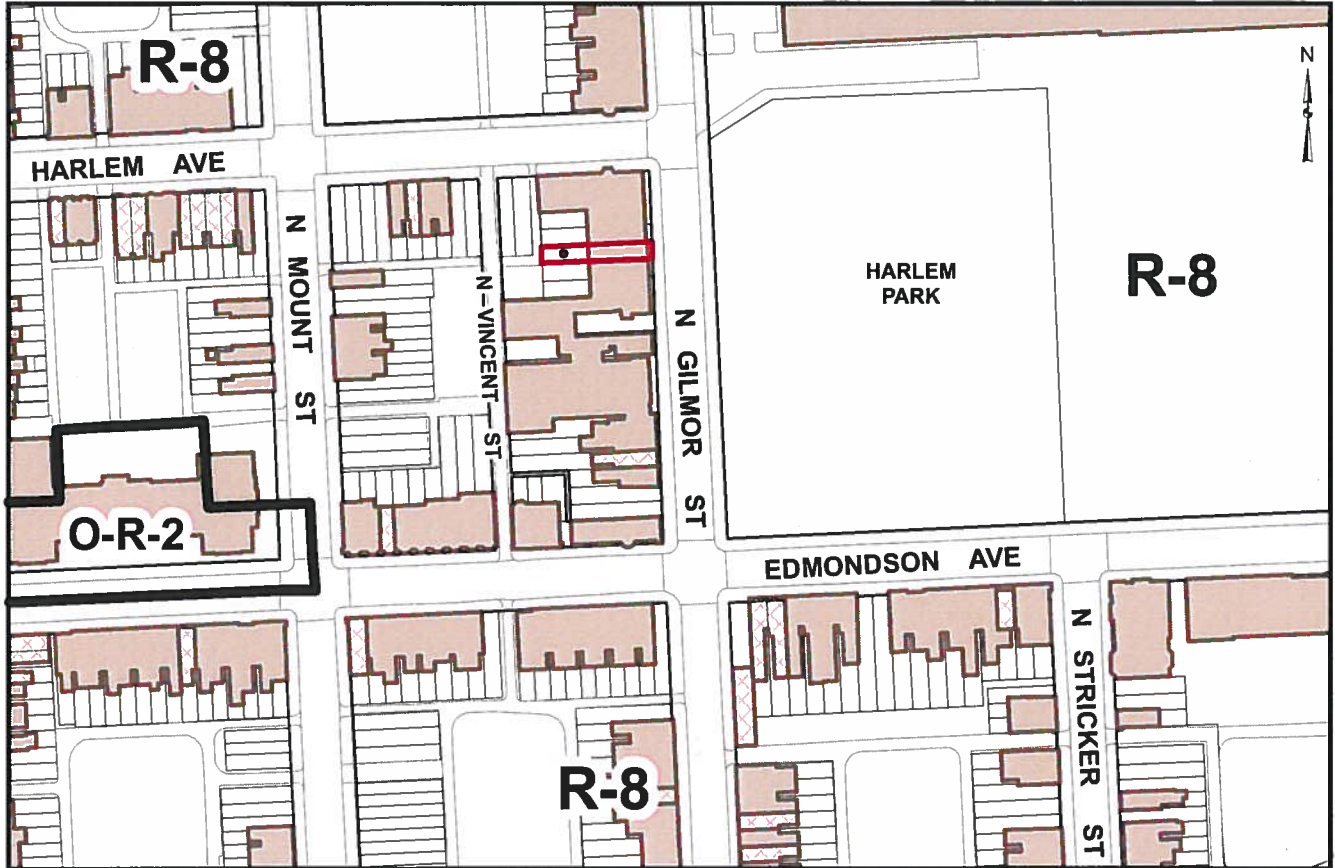 R-8
N
HARLEM AVE
N MOUNT ST
N-VINCENT-ST
N GILMOR ST
HARLEM
PARK
R-8
O-R-2
EDMONDSON AVE
N STRICKER ST
R-8